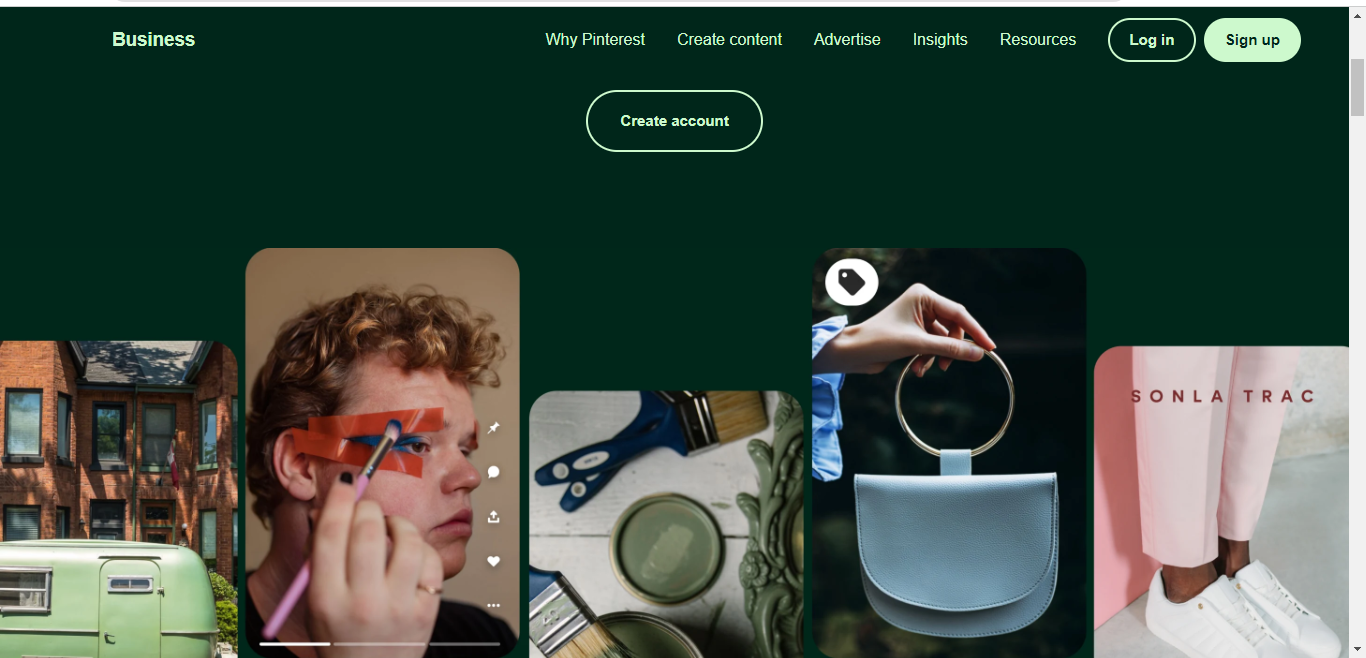 Business
Why Pinterest
Create content
Advertise
Insights
Resources
Log in
Sign up
Create account
SONLA TRAC